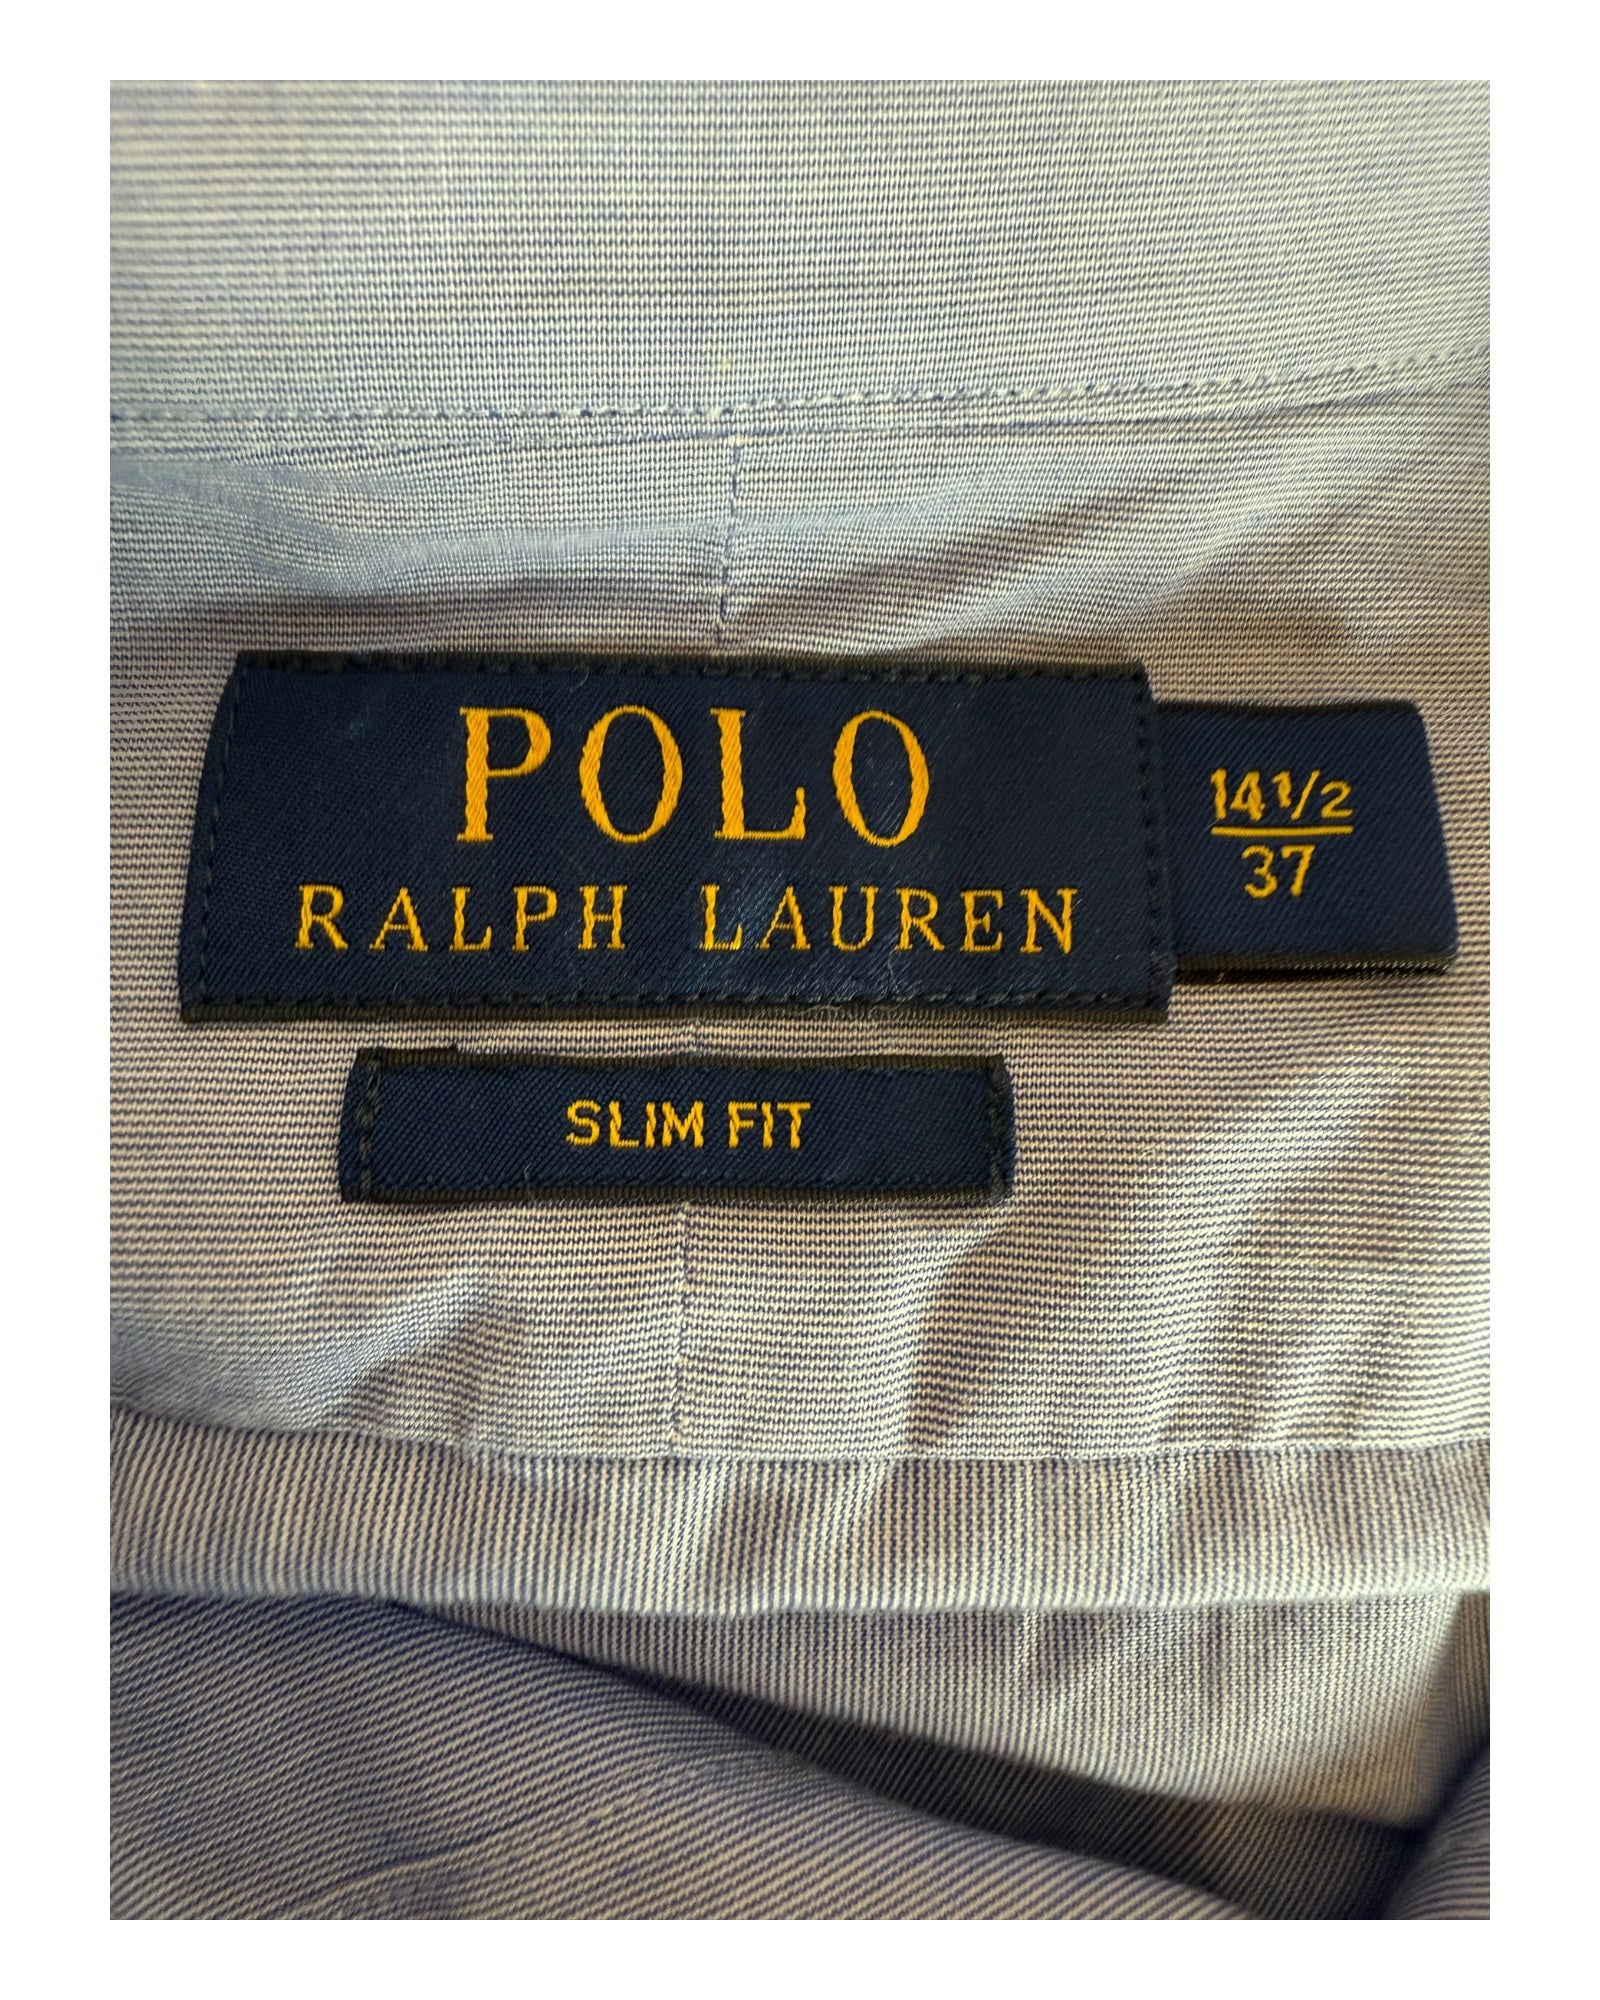 POLO
RALPH LAUREN
14 1/2
37
SLIM FIT